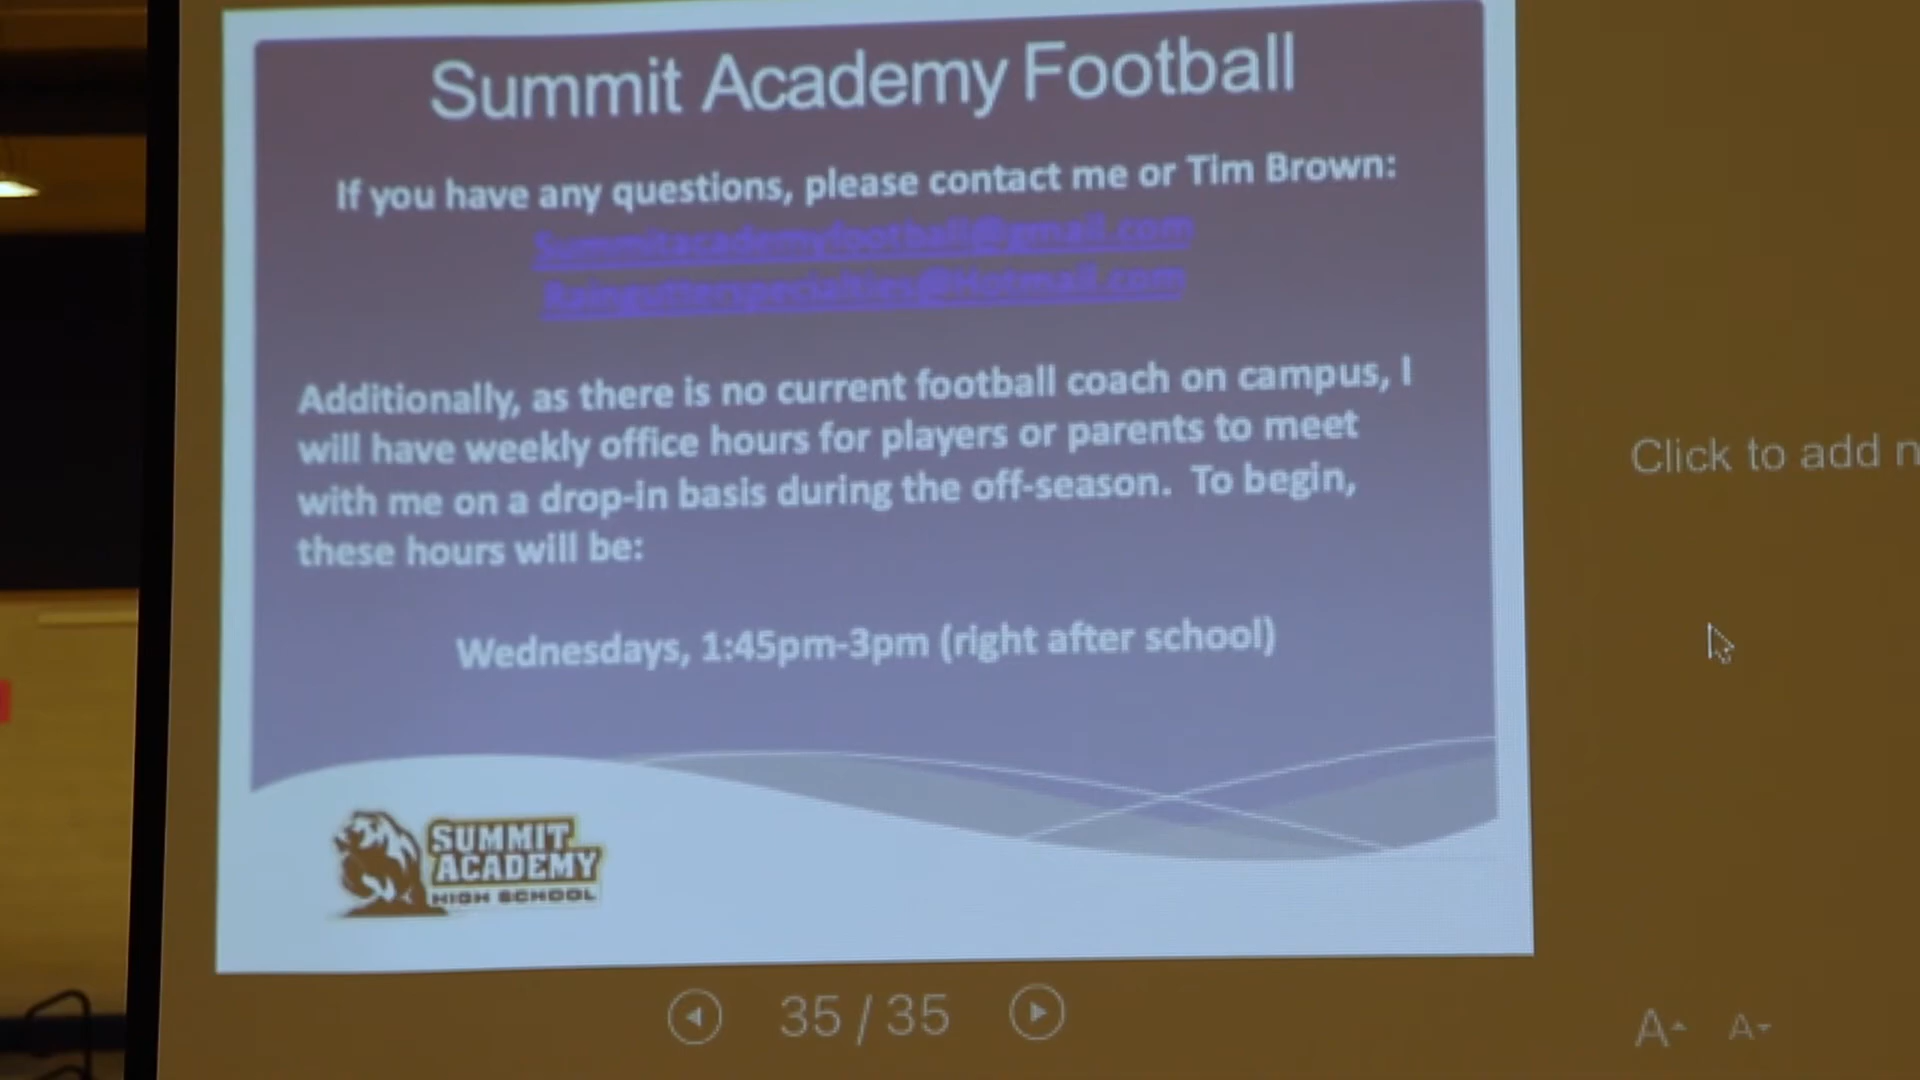 Summit Academy Football
If you have any questions, please contact me or Tim Brown:
Summitacademyfootball@gmail.com
Raingutterspecialties@Hotmail.com
Additionally, as there is no current football coach on campus, I
will have weekly office hours for players or parents to meet
with me on a drop-in basis during the off-season. To begin,
these hours will be:
Wednesdays, 1:45pm-3pm (right after school)
SUMMIT
ACADEMY
HIGH SCHOOL
35 / 35
Click to add n
A A